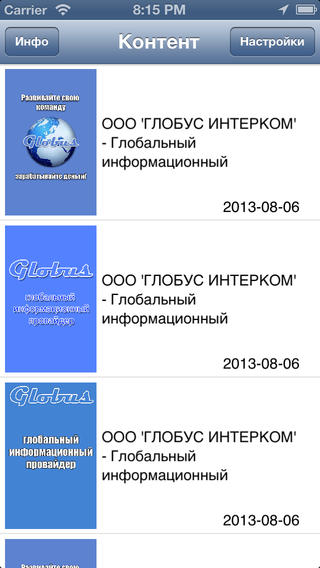 Carrier 8:15 PM
Инфо Контент Настройки
Развивайте свою
команду
Globus
зарабатывайте деньги!
ООО 'ГЛОБУС ИНТЕРКОМ'
- Глобальный
информационный
2013-08-06
Globus
глобальный
информационный
провайдер
ООО 'ГЛОБУС ИНТЕРКОМ'
- Глобальный
информационный
2013-08-06
Globus
глобальный
информационный
провайдер
ООО 'ГЛОБУС ИНТЕРКОМ'
- Глобальный
информационный
2013-08-06
Развивайте свою